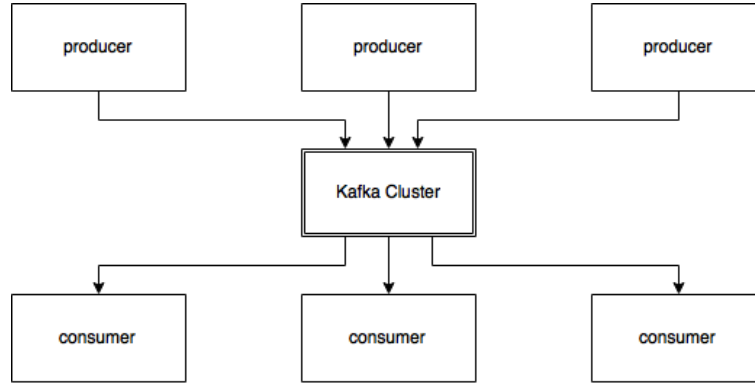 producer
producer
producer
Kafka Cluster
consumer
consumer
consumer